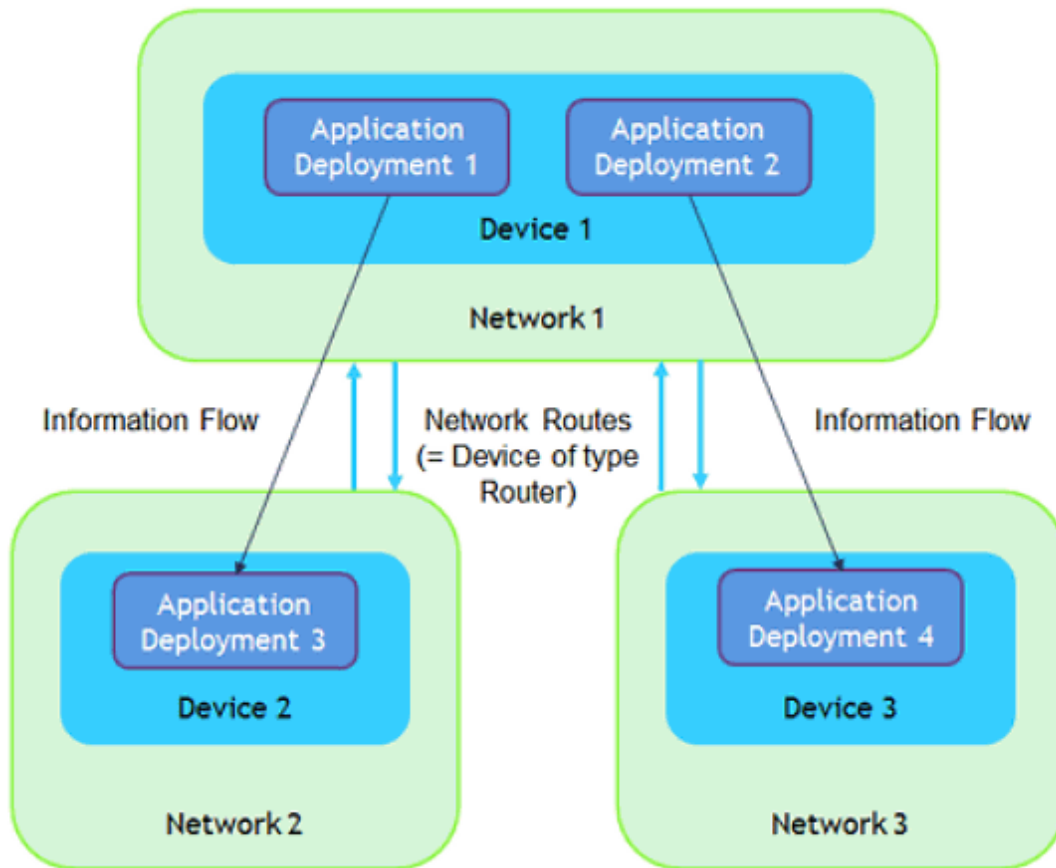 Application
Deployment 1
Application
Deployment 2
Device 1
Network 1
Information Flow
Network Routes
(= Device of type
Router)
Information Flow
Application
Deployment 3
Device 2
Network 2
Application
Deployment 4
Device 3
Network 3